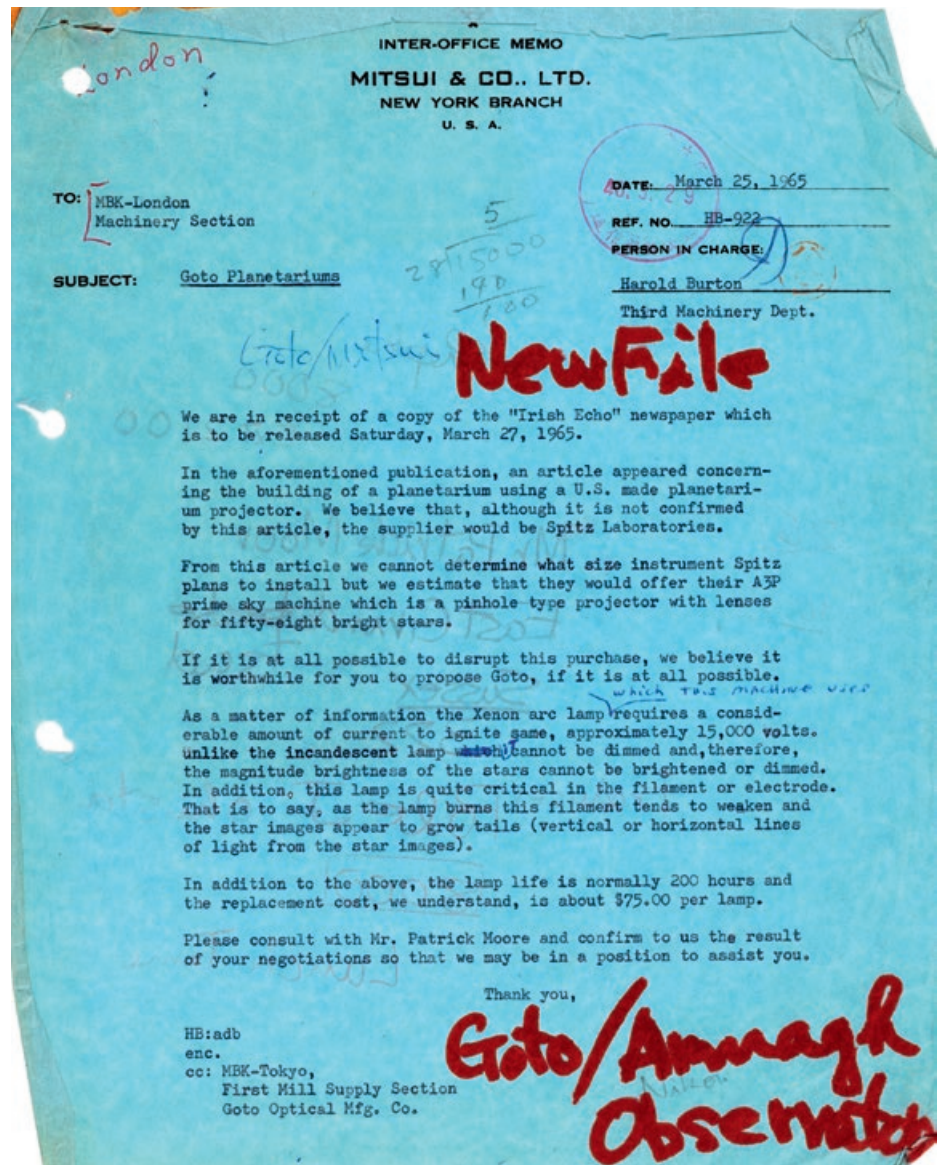 London
INTER-OFFICE MEMO
MITSUI & CO., LTD.
NEW YORK BRANCH
U. S. A.
DATE: March 25, 1965
TO: MBK-London
Machinery Section
REF. NO. HB-922
PERSON IN CHARGE:
SUBJECT: Goto Planetariums
Harold Burton
Third Machinery Dept.
5
28/15000
140
100
Goto/Mitsui
New File
We are in receipt of a copy of the "Irish Echo" newspaper which
is to be released Saturday, March 27, 1965.
In the aforementioned publication, an article appeared concern-
ing the building of a planetarium using a U.S. made planetari-
um projector. We believe that, although it is not confirmed
by this article, the supplier would be Spitz Laboratories.
From this article we cannot determine what size instrument Spitz
plans to install but we estimate that they would offer their A3P
prime sky machine which is a pinhole type projector with lenses
for fifty-eight bright stars.
If it is at all possible to disrupt this purchase, we believe it
is worthwhile for you to propose Goto, if it is at all possible.
which this machine uses
As a matter of information the Xenon arc lamp requires a consid-
erable amount of current to ignite same, approximately 15,000 volts.
unlike the incandescent lamp which cannot be dimmed and,therefore,
the magnitude brightness of the stars cannot be brightened or dimmed.
In addition, this lamp is quite critical in the filament or electrode.
That is to say, as the lamp burns this filament tends to weaken and
the star images appear to grow tails (vertical or horizontal lines
of light from the star images).
In addition to the above, the lamp life is normally 200 hours and
the replacement cost, we understand, is about $75.00 per lamp.
Please consult with Mr. Patrick Moore and confirm to us the result
of your negotiations so that we may be in a position to assist you.
Thank you,
HB:adb
enc.
cc: MBK-Tokyo,
First Mill Supply Section
Goto Optical Mfg. Co.
Goto/Armagh
Observatory